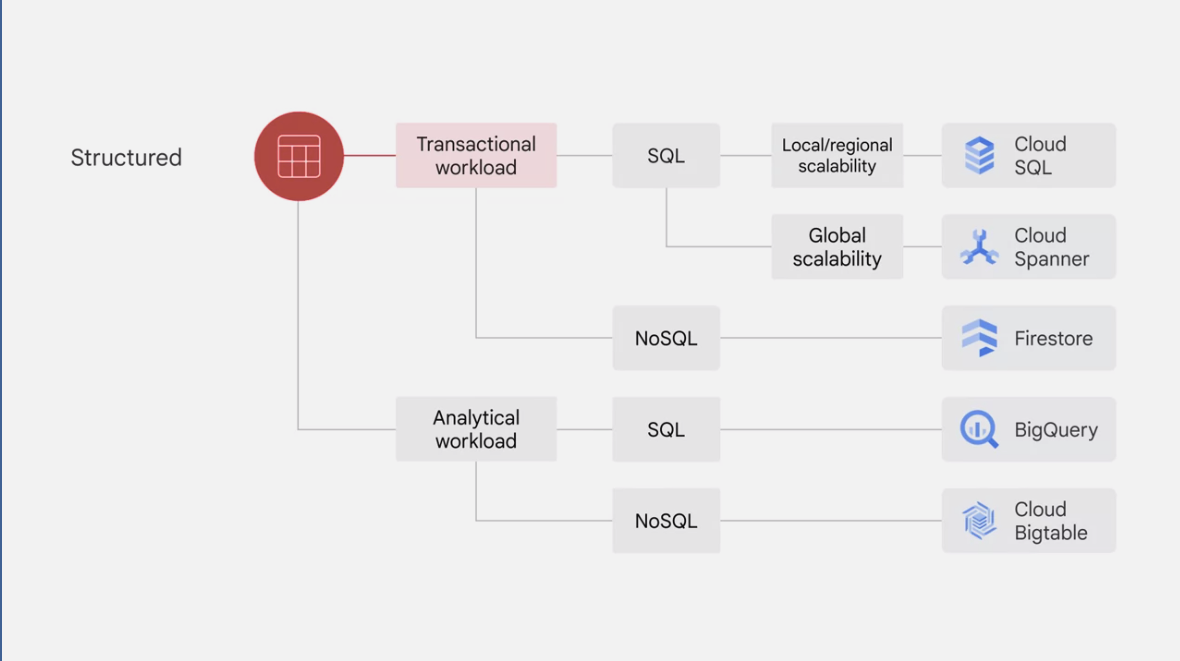 Structured
Transactional
workload
SQL
Local/regional
scalability
Cloud
SQL
Global
scalability
Cloud
Spanner
NoSQL
Firestore
Analytical
workload
SQL
BigQuery
NoSQL
Cloud
Bigtable